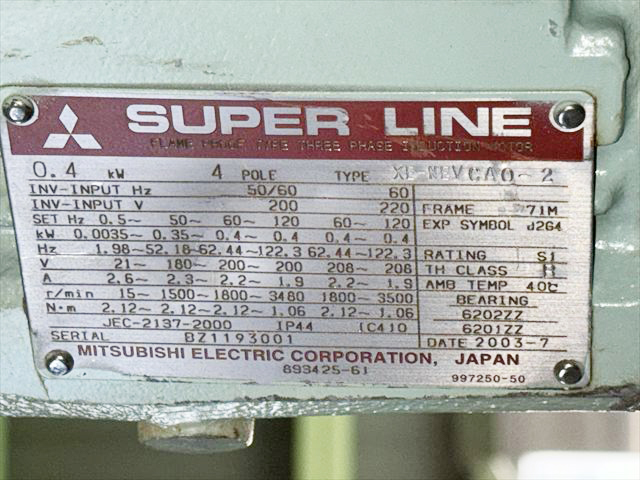 SUPER LINE
FLAME PROOF TYPE THREE PHASE INDUCTION MOTOR
0.4 kW 4 POLE TYPE CAO-2
INV-INPUT Hz 50/60 60
INV-INPUT V 200 220 FRAME 71M
SET Hz 0.5~ 50~ 60~ 120 60~ 120 EXP SYMBOL d2G4
kW 0.0035~ 0.35~ 0.4~ 0.4 0.4~ 0.4
Hz 1.98~52.18~62.44~122.3 62.44~122.3 RATING S1
V 21~ 180~ 200~ 200 208~ 208 TH CLASS B
A 2.6~ 2.3~ 2.2~ 1.9 2.2~ 1.9 AMB TEMP 40℃
r/min 15~ 1500~1800~ 3480 1800~ 3500 BEARING
N·m 2.12~ 2.12~ 2.12~ 1.06 2.12~ 1.06 6202ZZ
JEC-2137-2000 IP44 IC410 6201ZZ
SERIAL BZ1193001 DATE 2003-7
MITSUBISHI ELECTRIC CORPORATION, JAPAN
893425-61 997250-50